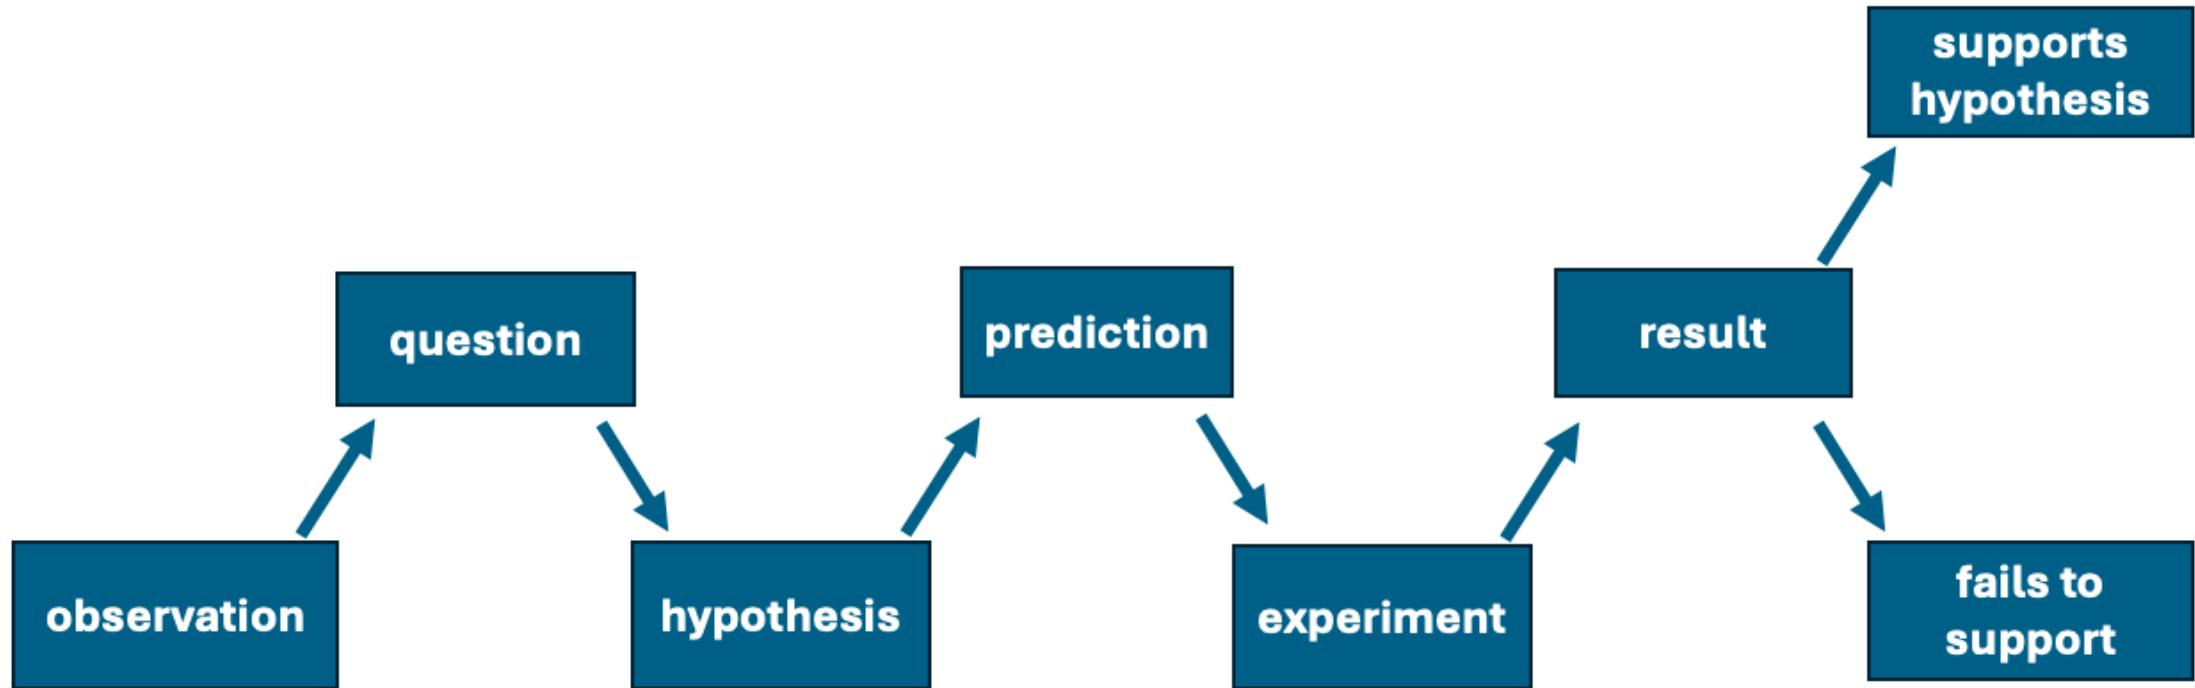 observation
question
hypothesis
prediction
experiment
result
supports
hypothesis
fails to
support